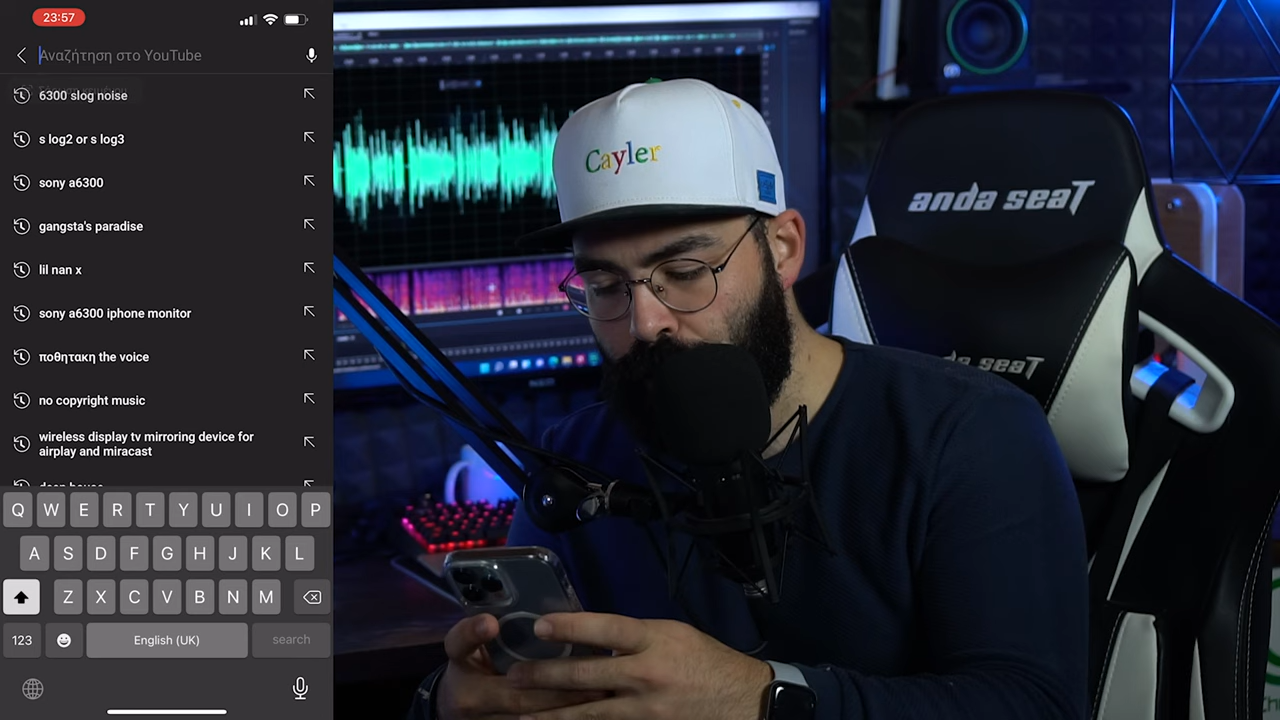 23:57
Αναζήτηση στο YouTube
6300 slog noise
s log2 or s log3
sony a6300
gangsta's paradise
lil nan x
sony a6300 iphone monitor
ποθητακη the voice
no copyright music
wireless display tv mirroring device for
airplay and miracast
Q W E R T Y U I O P
A S D F G H J K L
Z X C V B N M
123
English (UK)
search
Cayler
anda seaT
anda seaT